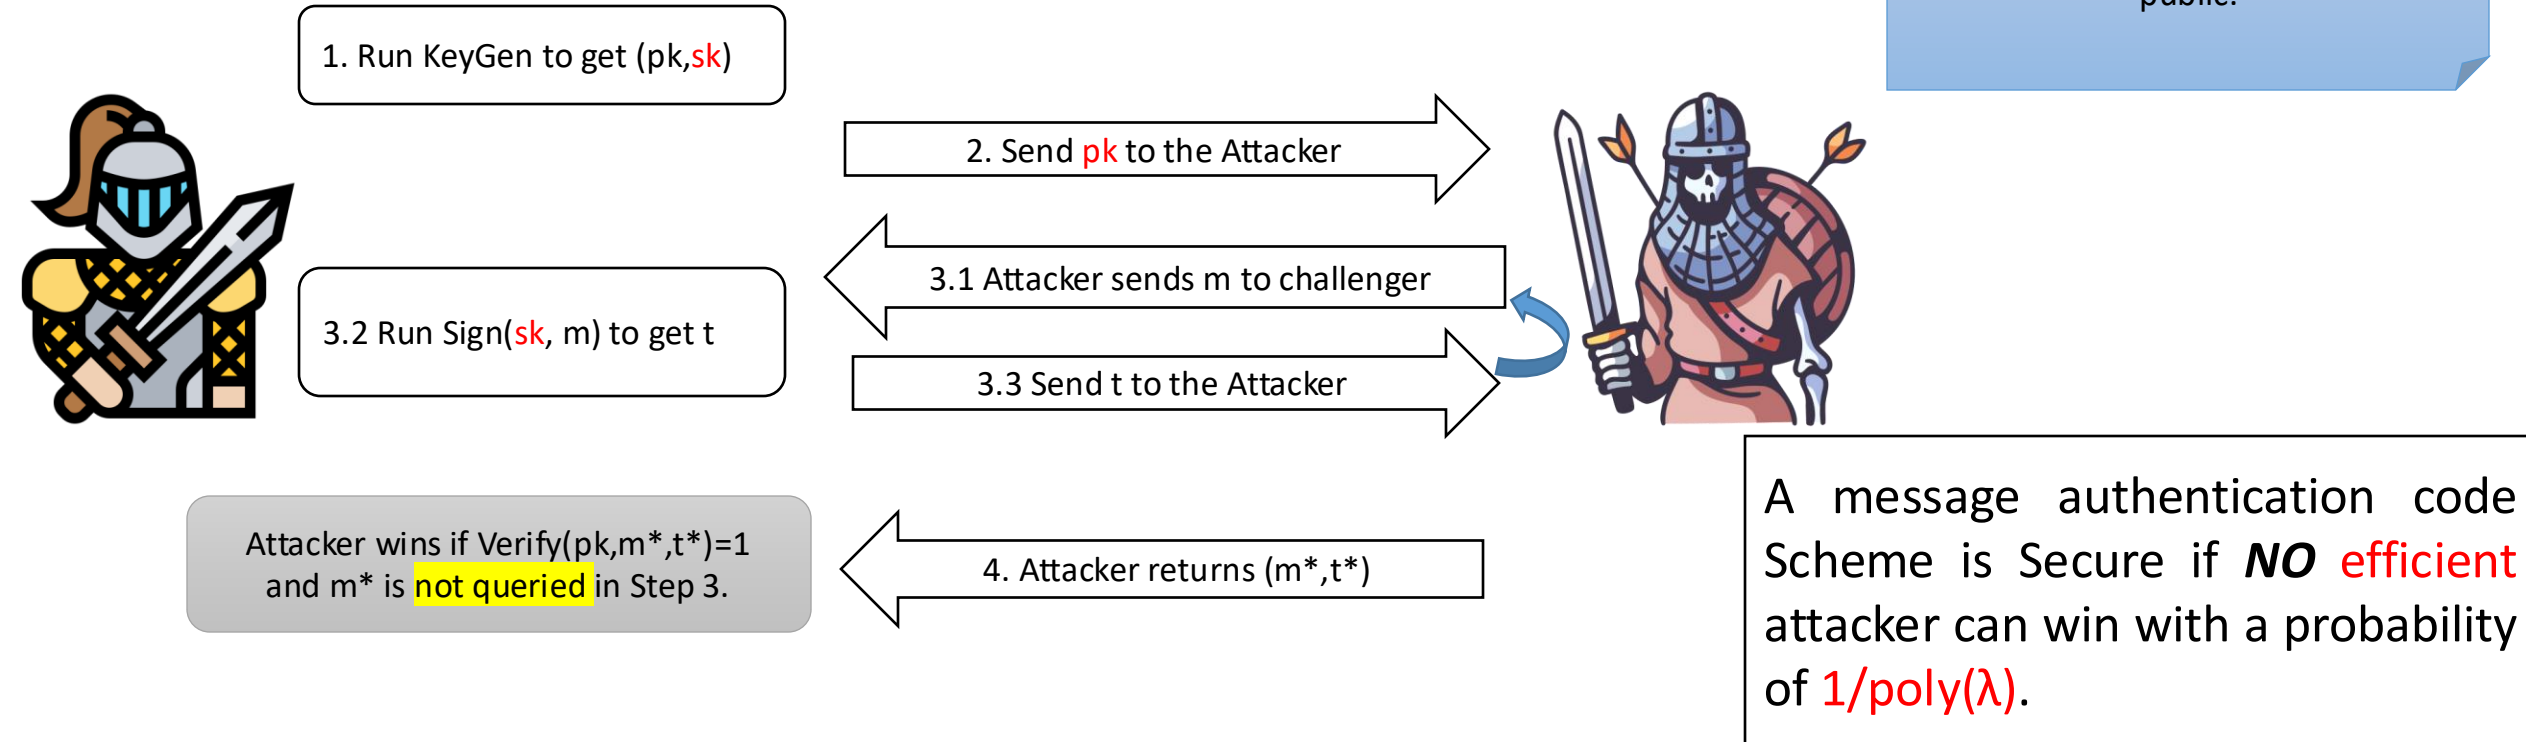 public.
1. Run KeyGen to get (pk,sk)
2. Send pk to the Attacker
3.1 Attacker sends m to challenger
3.2 Run Sign(sk, m) to get t
3.3 Send t to the Attacker
Attacker wins if Verify(pk,m*,t*)=1
and m* is not queried in Step 3.
4. Attacker returns (m*,t*)
A message authentication code
Scheme is Secure if NO efficient
attacker can win with a probability
of 1/poly(λ).